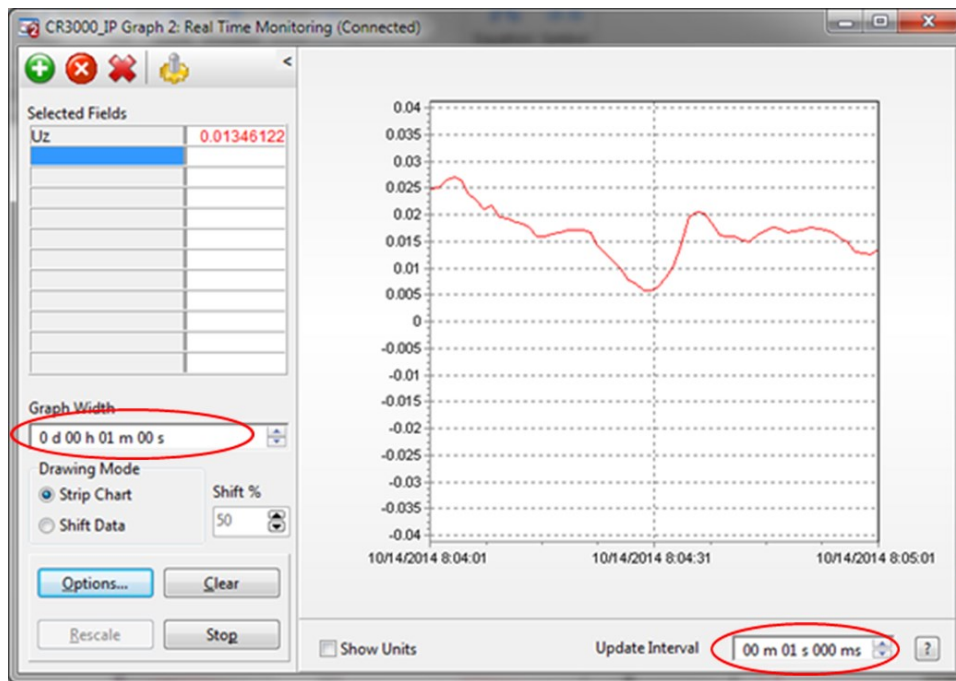 CR3000_IP Graph 2: Real Time Monitoring (Connected)
<
Selected Fields
Uz 0.01346122
Graph Width
0 d 00 h 01 m 00 s
Drawing Mode
Strip Chart
Shift Data
Shift %
50
Options...
Clear
Rescale
Stop
0.04
0.035
0.03
0.025
0.02
0.015
0.01
0.005
0
-0.005
-0.01
-0.015
-0.02
-0.025
-0.03
-0.035
-0.04
10/14/2014 8:04:01
10/14/2014 8:04:31
10/14/2014 8:05:01
Show Units
Update Interval
00 m 01 s 000 ms
?